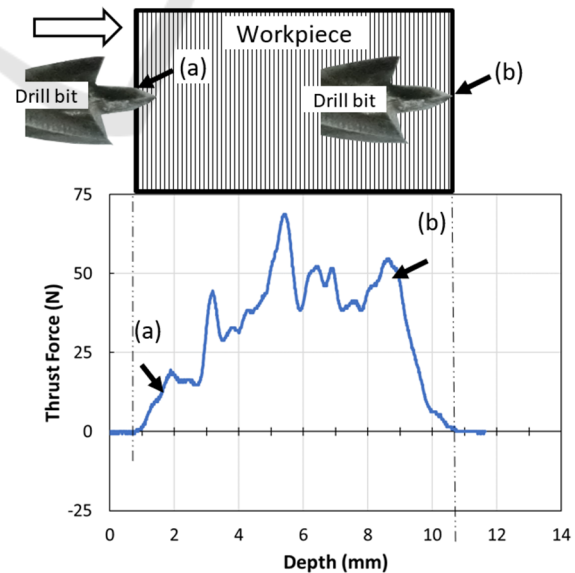 Workpiece
(a)
(b)
Drill bit
Drill bit
75
(b)
50
(a)
25
0
-25
Thrust Force (N)
0 2 4 6 8 10 12 14
Depth (mm)